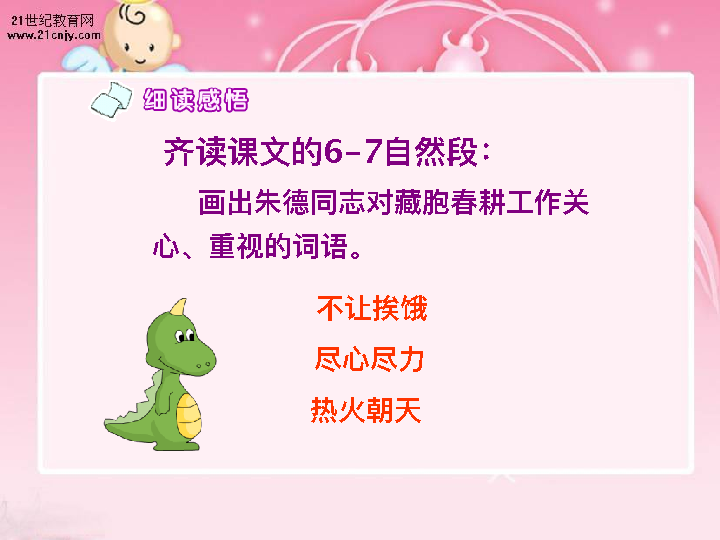 21世纪教育网
www.21cnjy.com
细读感悟
齐读课文的6-7自然段：
画出朱德同志对藏胞春耕工作关
心、重视的词语。
不让挨饿
尽心尽力
热火朝天